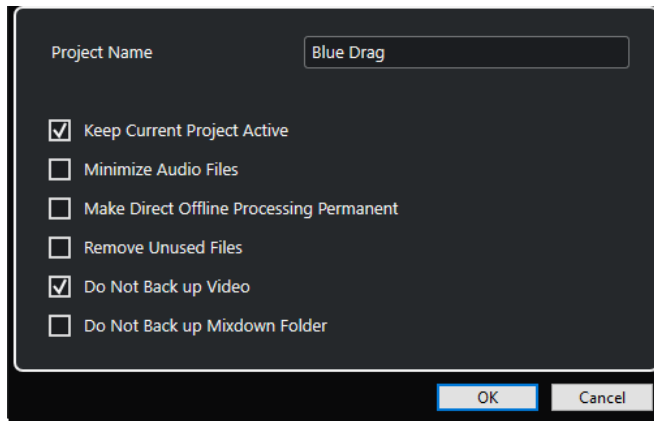 Project Name Blue Drag
Keep Current Project Active
Minimize Audio Files
Make Direct Offline Processing Permanent
Remove Unused Files
Do Not Back up Video
Do Not Back up Mixdown Folder
OK Cancel